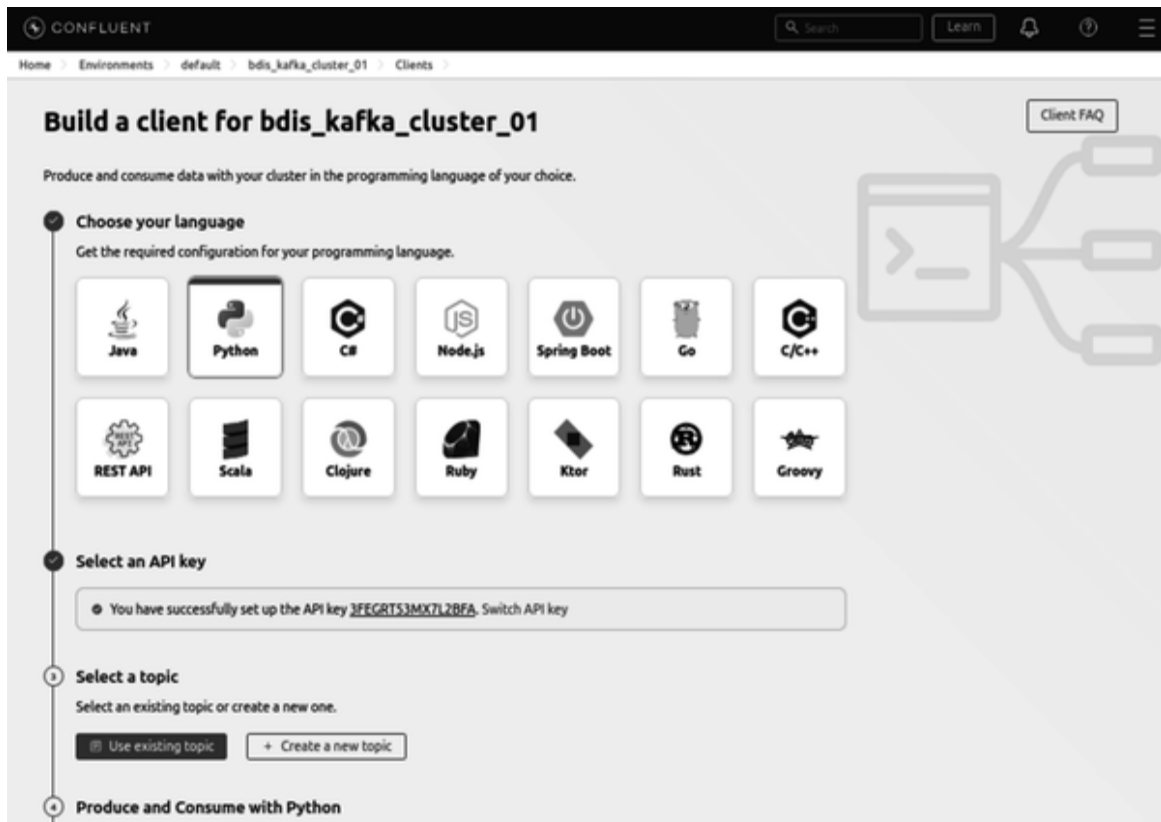 CONFLUENT
Search
Learn
Home > Environments > default > bdis_kafka_cluster_01 > Clients >
Build a client for bdis_kafka_cluster_01
Client FAQ
Produce and consume data with your cluster in the programming language of your choice.
Choose your language
Get the required configuration for your programming language.
Java Python C# Node.js Spring Boot Go C/C++
REST API Scala Clojure Ruby Ktor Rust Groovy
Select an API key
You have successfully set up the API key 3FEGRT53MX7L2BFA. Switch API key
3 Select a topic
Select an existing topic or create a new one.
Use existing topic + Create a new topic
4 Produce and Consume with Python